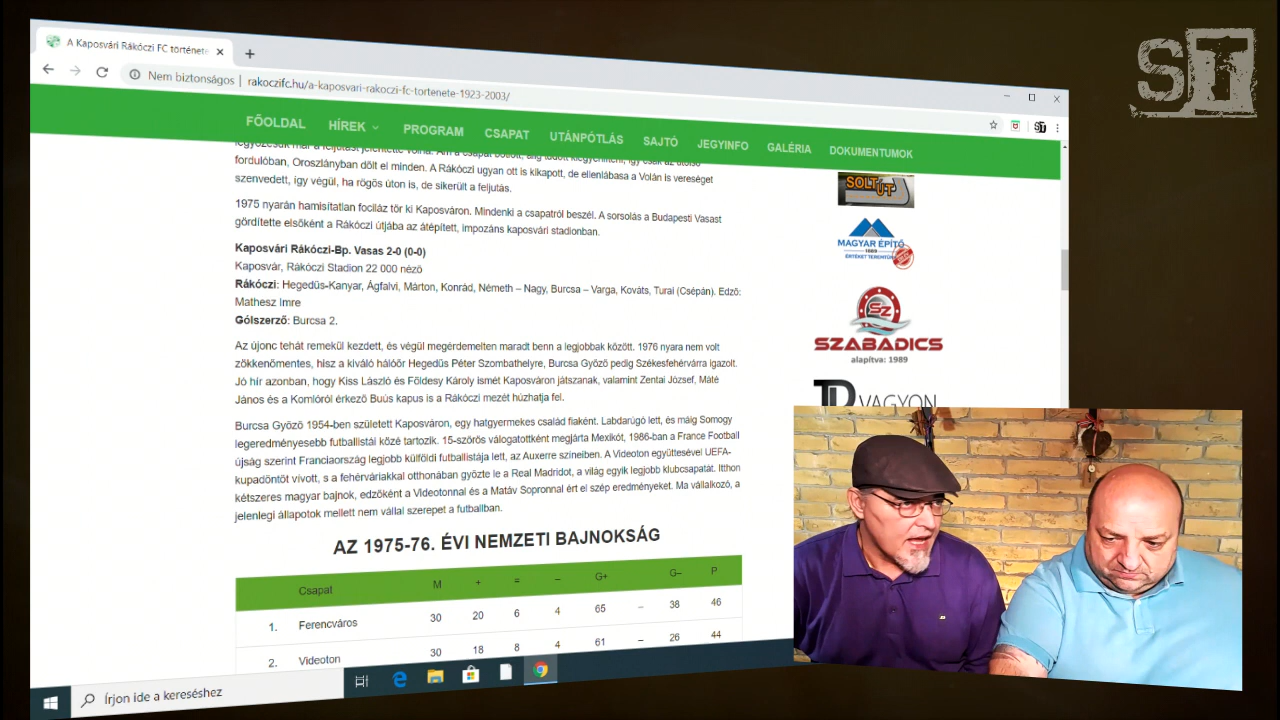 A Kaposvári Rákóczi FC története
ST
Nem biztonságos | rakoczifc.hu/a-kaposvari-rakoczi-fc-tortenete-1923-2003/
FŐOLDAL HÍREK PROGRAM CSAPAT UTÁNPÓTLÁS SAJTÓ JEGYINFO GALÉRIA DOKUMENTUMOK
fordulóban, Oroszlányban dőlt el minden. A Rákóczi ugyan ott is kikapott, de ellenlábasa a Volán is vereséget
szenvedett, így végül, ha rögös úton is, de sikerült a feljutás.
1975 nyarán hamisítatlan fociláz tör ki Kaposváron. Mindenki a csapatról beszél. A sorsolás a Budapesti Vasast
gördítette elsőként a Rákóczi útjába az átépített, impozáns kaposvári stadionban.
Kaposvári Rákóczi-Bp. Vasas 2-0 (0-0)
Kaposvár, Rákóczi Stadion 22 000 néző
Rákóczi: Hegedüs-Kanyar, Ágfalvi, Márton, Konrád, Németh – Nagy, Burcsa – Varga, Kováts, Turai (Csépán). Edző:
Mathesz Imre
Gólszerző: Burcsa 2.
Az újonc tehát remekül kezdett, és végül megérdemelten maradt benn a legjobbak között. 1976 nyara nem volt
zökkenőmentes, hisz a kiváló hálóőr Hegedüs Péter Szombathelyre, Burcsa Győző pedig Székesfehérvárra igazolt.
Jó hír azonban, hogy Kiss László és Földesy Károly ismét Kaposváron játszanak, valamint Zentai József, Máté
János és a Komlóról érkező Buús kapus is a Rákóczi mezét húzhatja fel.
Burcsa Győző 1954-ben született Kaposváron, egy hatgyermekes család fiaként. Labdarúgó lett, és máig Somogy
legeredményesebb futballistái közé tartozik. 15-szörös válogatottként megjárta Mexikót, 1986-ban a France Football
újság szerint Franciaország legjobb külföldi futballistája lett, az Auxerre színeiben. A Videoton együttesével UEFA-
kupadöntőt vívott, s a fehérváriakkal otthonában győzte le a Real Madridot, a világ egyik legjobb klubcsapatát. Itthon
kétszeres magyar bajnok, edzőként a Videotonnal és a Matáv Sopronnal ért el szép eredményeket. Ma vállalkozó, a
jelenlegi állapotok mellett nem vállal szerepet a futballban.
AZ 1975-76. ÉVI NEMZETI BAJNOKSÁG
Csapat M + = – G+ G– P
1. Ferencváros 30 20 6 4 65 – 38 46
2. Videoton 30 18 8 4 61 – 26 44
SOLT ÚT
MAGYAR ÉPÍTŐ
1989
ÉRTÉKET TEREMTÜNK
SZ
SZABADICS
alapítva: 1989
VAGYON
Írjon ide a kereséshez